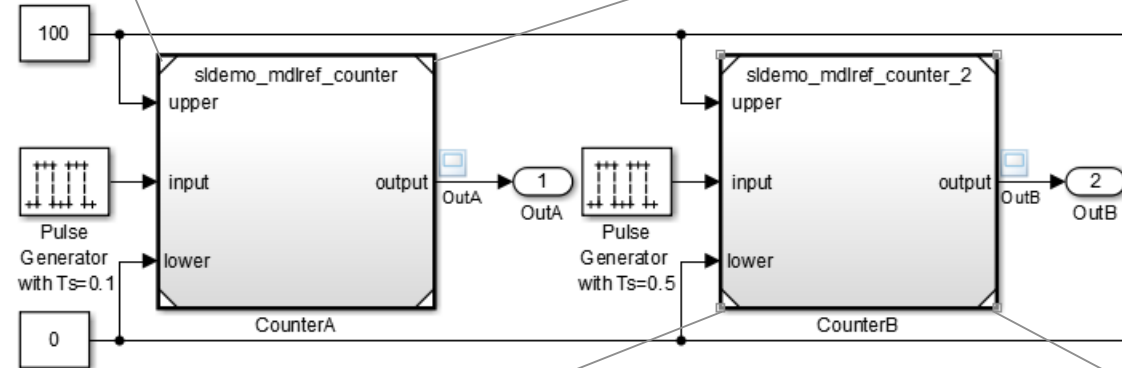 100
sldemo_mdlref_counter
upper
input
output
lower
CounterA
Pulse
Generator
with Ts=0.1
0
OutA
1
OutA
sldemo_mdlref_counter_2
upper
input
output
lower
CounterB
Pulse
Generator
with Ts=0.5
OutB
2
OutB